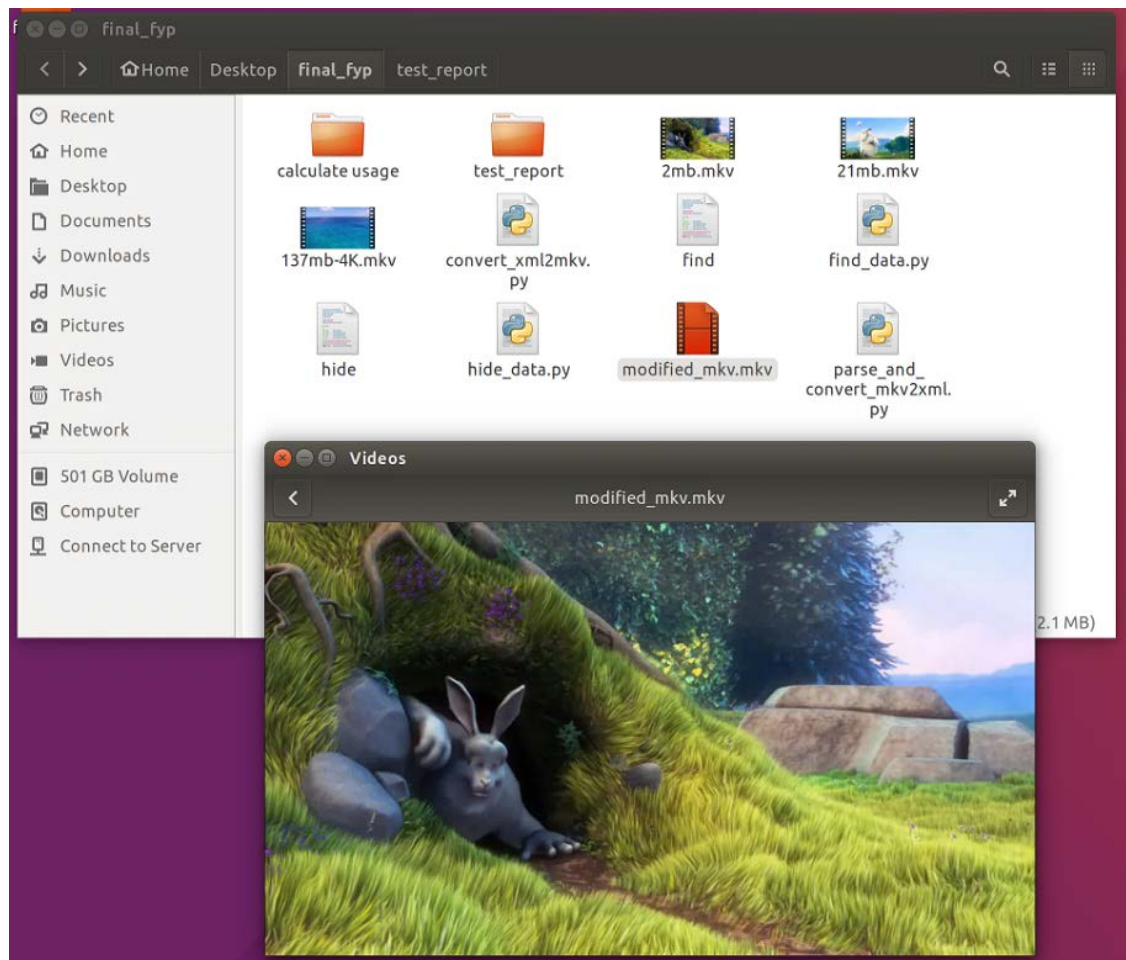 f
final_fyp
Home Desktop final_fyp test_report
Recent
Home
Desktop
Documents
Downloads
Music
Pictures
Videos
Trash
Network
501 GB Volume
Computer
Connect to Server
calculate usage
test_report
2mb.mkv
21mb.mkv
137mb-4K.mkv
convert_xml2mkv.
py
find
find_data.py
hide
hide_data.py
modified_mkv.mkv
parse_and_
convert_mkv2xml.
py
2.1 MB)
Videos
modified_mkv.mkv